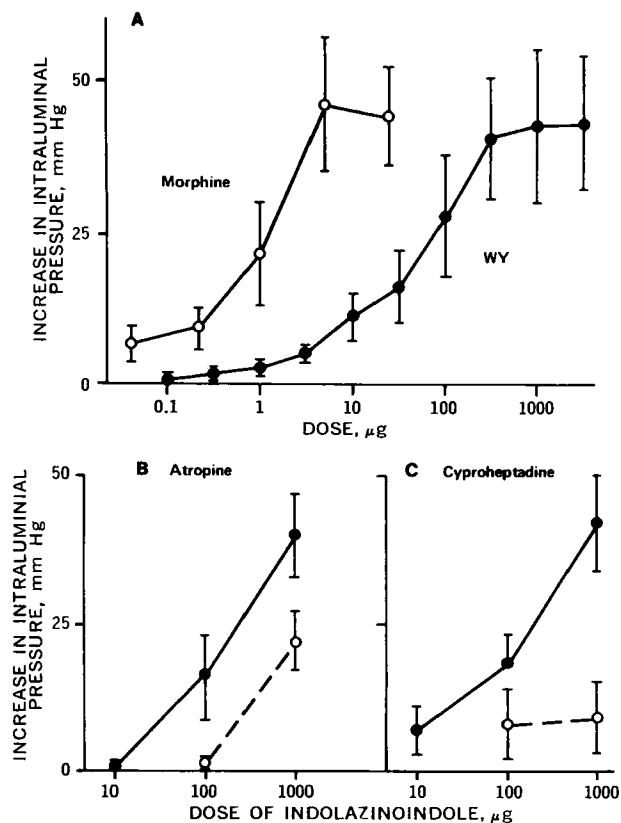 A
INCREASE IN INTRALUMINAL
PRESSURE, mm Hg
50
25
0
Morphine
WY
0.1 1 10 100 1000
DOSE, µg
B Atropine
C Cyproheptadine
INCREASE IN INTRALUMINIAL
PRESSURE, mm Hg
50
25
0
10 100 1000
10 100 1000
DOSE OF INDOLAZINOINDOLE, µg